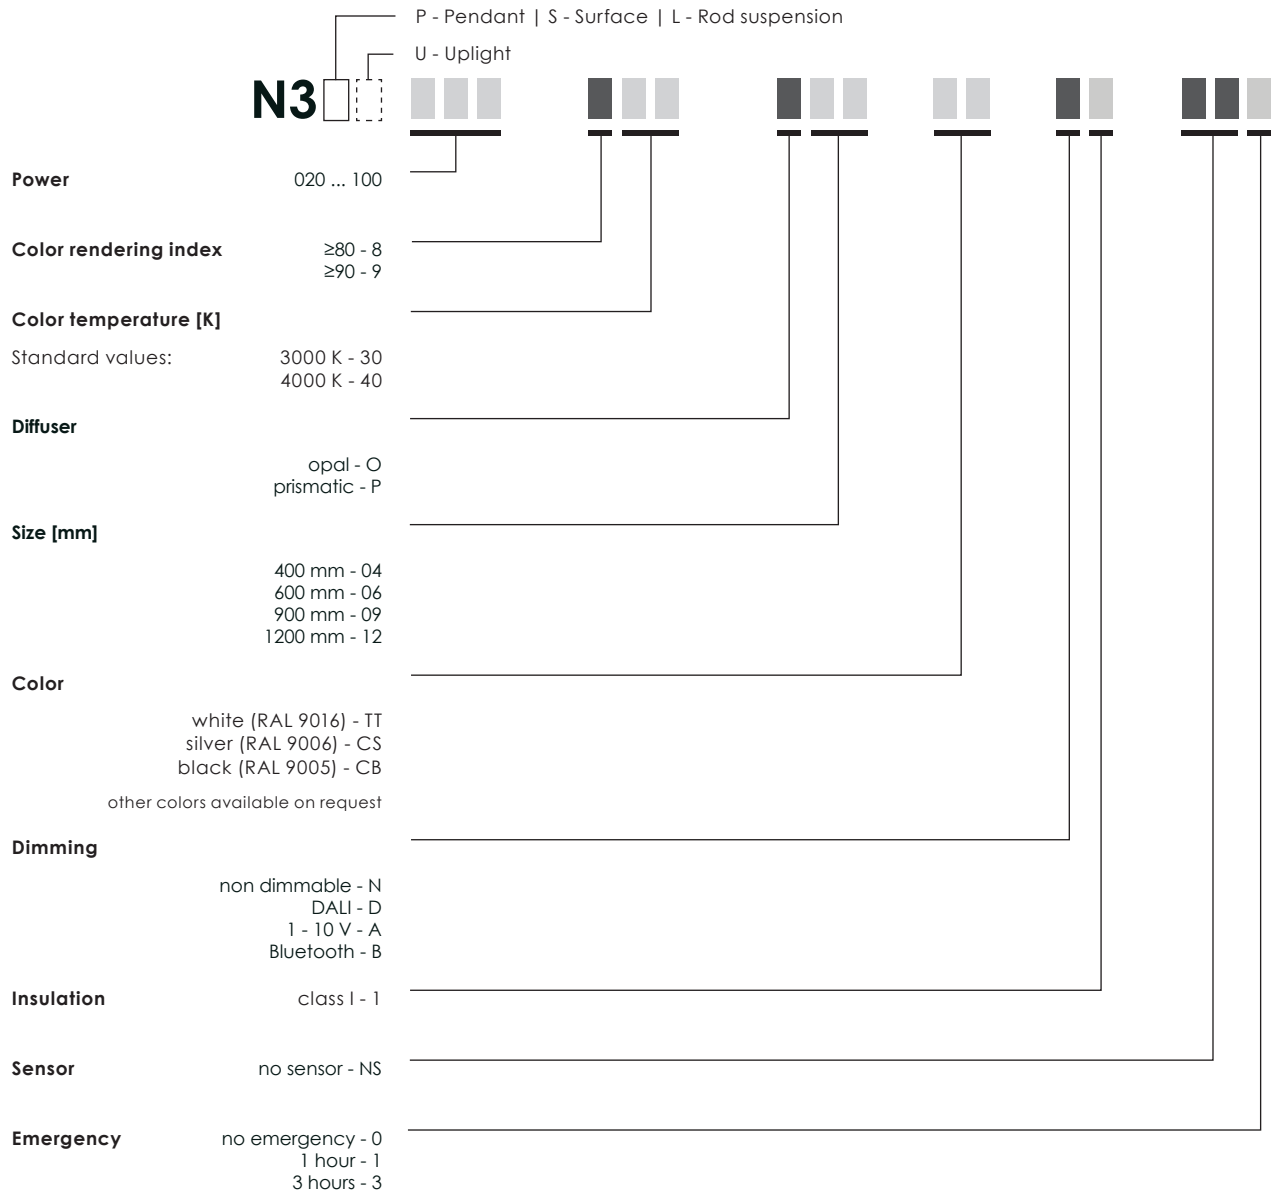 P - Pendant | S - Surface | L - Rod suspension
U - Uplight
N3
Power 020 ... 100
Color rendering index ≥80 - 8
≥90 - 9
Color temperature [K]
Standard values: 3000 K - 30
4000 K - 40
Diffuser
opal - O
prismatic - P
Size [mm]
400 mm - 04
600 mm - 06
900 mm - 09
1200 mm - 12
Color
white (RAL 9016) - TT
silver (RAL 9006) - CS
black (RAL 9005) - CB
other colors available on request
Dimming
non dimmable - N
DALI - D
1 - 10 V - A
Bluetooth - B
Insulation class I - 1
Sensor no sensor - NS
Emergency no emergency - 0
1 hour - 1
3 hours - 3